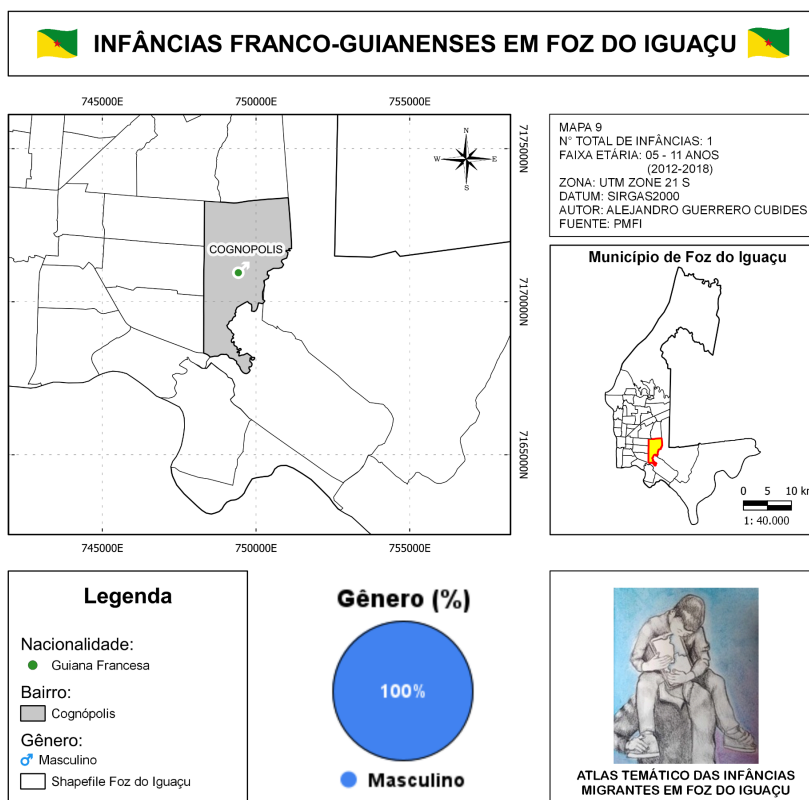 INFÂNCIAS FRANCO-GUIANENSES EM FOZ DO IGUAÇU
745000E
750000E
755000E
N
W
E
S
7175000N
7170000N
7165000N
COGNOPOLIS
745000E
750000E
755000E
MAPA 9
N° TOTAL DE INFÂNCIAS: 1
FAIXA ETÁRIA: 05 - 11 ANOS
(2012-2018)
ZONA: UTM ZONE 21 S
DATUM: SIRGAS2000
AUTOR: ALEJANDRO GUERRERO CUBIDES
FUENTE: PMFI
Município de Foz do Iguaçu
0 5 10 km
1: 40.000
Legenda
Nacionalidade:
Guiana Francesa
Bairro:
Cognópolis
Gênero:
Masculino
Shapefile Foz do Iguaçu
Gênero (%)
100%
Masculino
ATLAS TEMÁTICO DAS INFÂNCIAS
MIGRANTES EM FOZ DO IGUAÇU